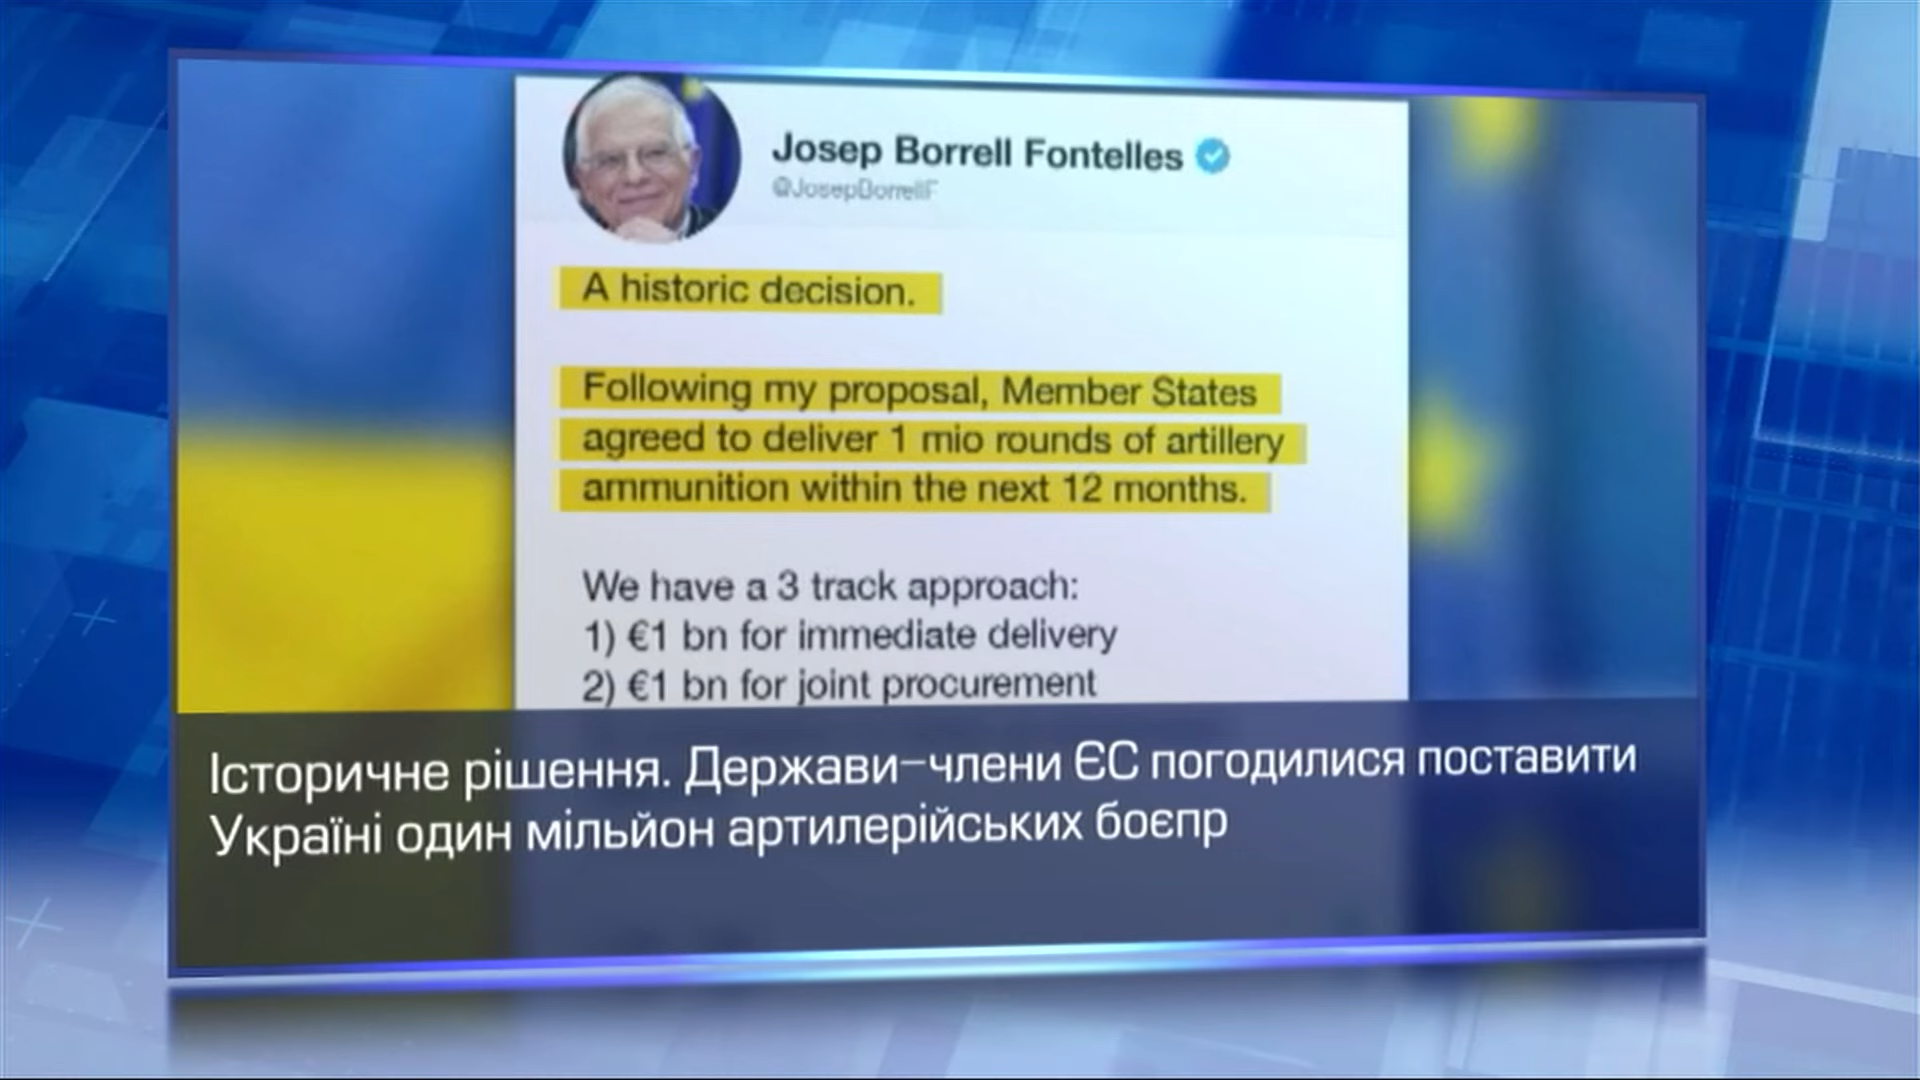 Josep Borrell Fontelles
@JosepBorrellF
A historic decision.
Following my proposal, Member States
agreed to deliver 1 mio rounds of artillery
ammunition within the next 12 months.
We have a 3 track approach:
1) €1 bn for immediate delivery
2) €1 bn for joint procurement
Історичне рішення. Держави–члени ЄС погодилися поставити
Україні один мільйон артилерійських боєпр